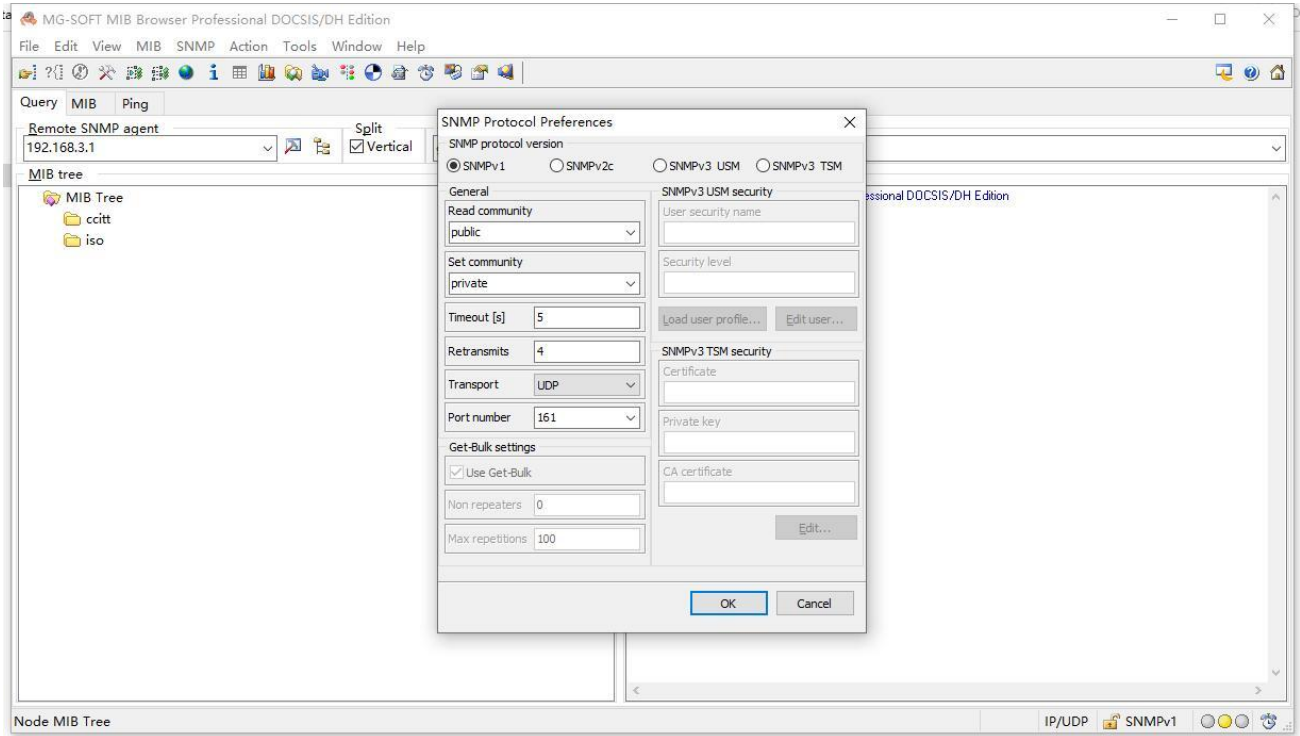 MG-SOFT MIB Browser Professional DOCSIS/DH Edition
File Edit View MIB SNMP Action Tools Window Help
Query MIB Ping
Remote SNMP agent
Split
192.168.3.1
Vertical
MIB tree
MIB Tree
ccitt
iso
SNMP Protocol Preferences
SNMP protocol version
SNMPv1 SNMPv2c SNMPv3 USM SNMPv3 TSM
General
Read community
public
Set community
private
Timeout [s] 5
Retransmits 4
Transport UDP
Port number 161
Get-Bulk settings
Use Get-Bulk
Non repeaters 0
Max repetitions 100
SNMPv3 USM security
User security name
Security level
Load user profile... Edit user...
SNMPv3 TSM security
Certificate
Private key
CA certificate
Edit...
OK Cancel
DOCSIS/DH Edition
Node MIB Tree
IP/UDP SNMPv1